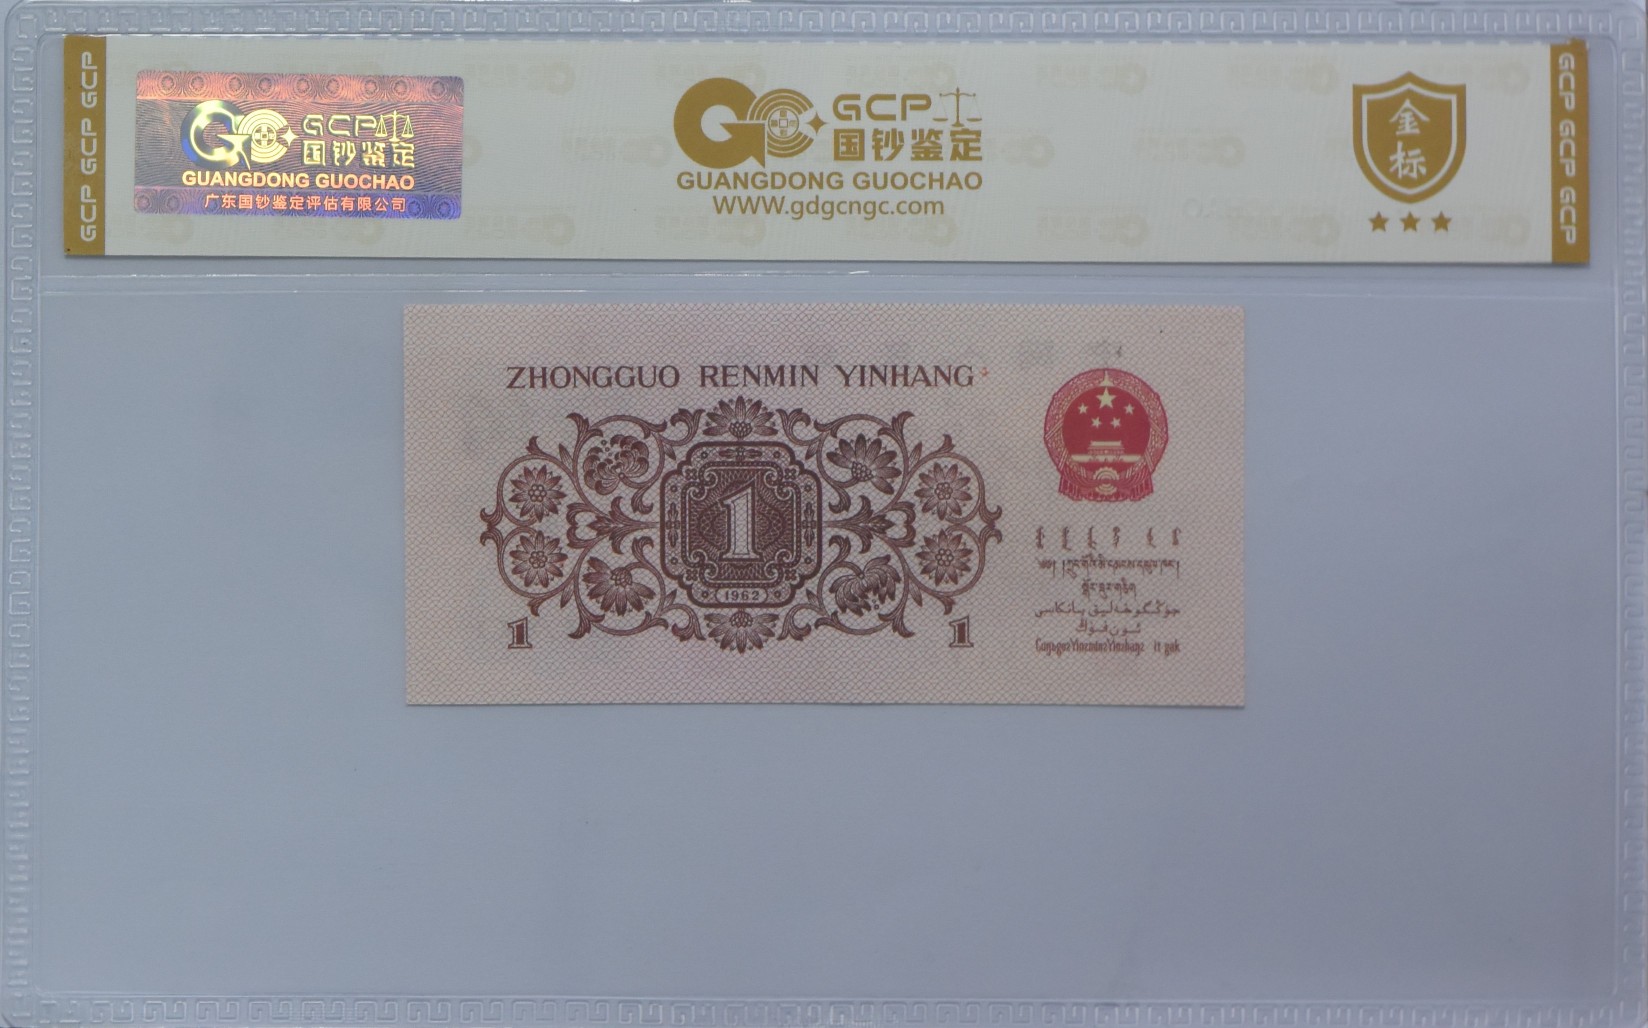 GCP GCP GCP
GCP
国钞鉴定
GUANGDONG GUOCHAO
广东国钞鉴定评估有限公司
GCP
国钞鉴定
GUANGDONG GUOCHAO
www.gdgcngc.com
金标
GCP GCP GCP
ZHONGGUO RENMIN YINHANG
1
1962
1
1